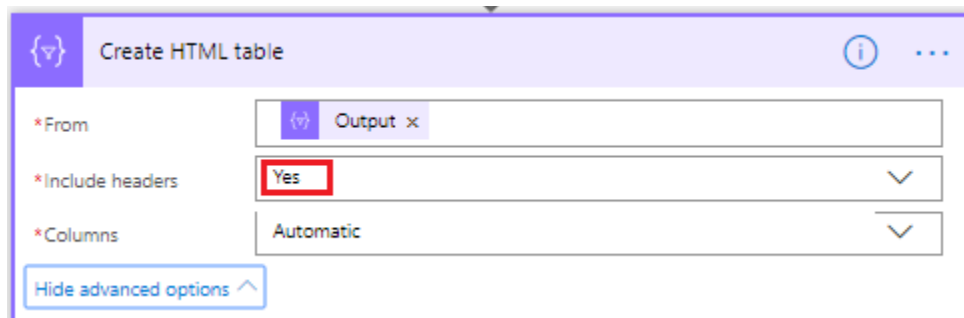 Create HTML table
*From Output ×
*Include headers Yes
*Columns Automatic
Hide advanced options